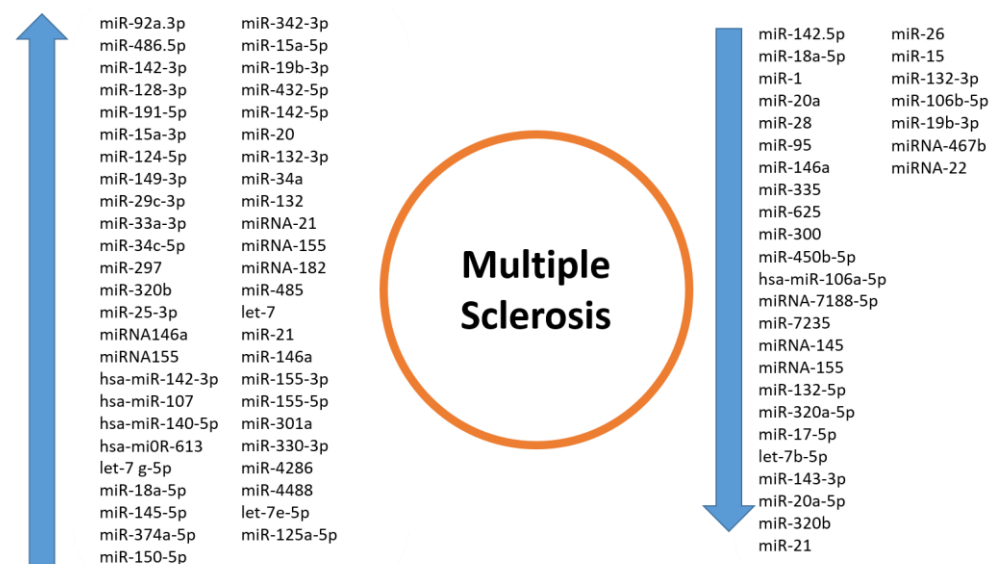 miR-92a.3p
miR-486.5p
miR-142-3p
miR-128-3p
miR-191-5p
miR-15a-3p
miR-124-5p
miR-149-3p
miR-29c-3p
miR-33a-3p
miR-34c-5p
miR-297
miR-320b
miR-25-3p
miRNA146a
miRNA155
hsa-miR-142-3p
hsa-miR-107
hsa-miR-140-5p
hsa-mi0R-613
let-7 g-5p
miR-18a-5p
miR-145-5p
miR-374a-5p
miR-150-5p
miR-342-3p
miR-15a-5p
miR-19b-3p
miR-432-5p
miR-142-5p
miR-20
miR-132-3p
miR-34a
miR-132
miRNA-21
miRNA-155
miRNA-182
miR-485
let-7
miR-21
miR-146a
miR-155-3p
miR-155-5p
miR-301a
miR-330-3p
miR-4286
miR-4488
let-7e-5p
miR-125a-5p
Multiple
Sclerosis
miR-142.5p
miR-18a-5p
miR-1
miR-20a
miR-28
miR-95
miR-146a
miR-335
miR-625
miR-300
miR-450b-5p
hsa-miR-106a-5p
miRNA-7188-5p
miR-7235
miRNA-145
miRNA-155
miR-132-5p
miR-320a-5p
miR-17-5p
let-7b-5p
miR-143-3p
miR-20a-5p
miR-320b
miR-21
miR-26
miR-15
miR-132-3p
miR-106b-5p
miR-19b-3p
miRNA-467b
miRNA-22